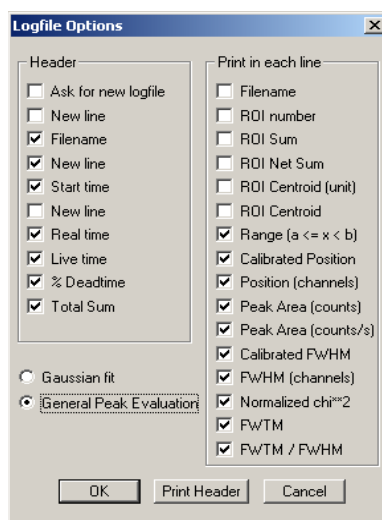 Logfile Options
Header
Ask for new logfile
New line
Filename
New line
Start time
New line
Real time
Live time
% Deadtime
Total Sum
Gaussian fit
General Peak Evaluation
Print in each line
Filename
ROI number
ROI Sum
ROI Net Sum
ROI Centroid (unit)
ROI Centroid
Range (a <= x < b)
Calibrated Position
Position (channels)
Peak Area (counts)
Peak Area (counts/s)
Calibrated FWHM
FWHM (channels)
Normalized chi**2
FWTM
FWTM / FWHM
OK
Print Header
Cancel